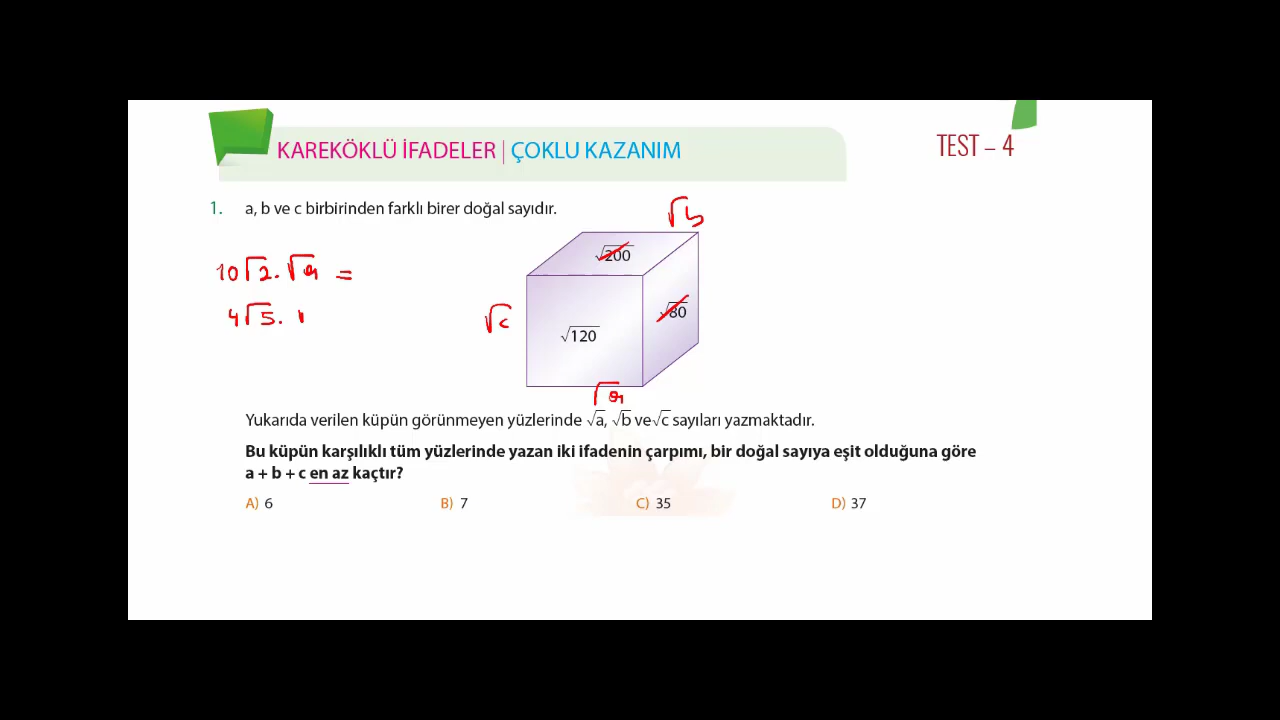 KAREKÖKLÜ İFADELER | ÇOKLU KAZANIM
TEST – 4
1. a, b ve c birbirinden farklı birer doğal sayıdır.
√b
√200
10√2 . √a =
4√5 .
√c
√80
√120
√a
Yukarıda verilen küpün görünmeyen yüzlerinde √a, √b ve√c sayıları yazmaktadır.
Bu küpün karşılıklı tüm yüzlerinde yazan iki ifadenin çarpımı, bir doğal sayıya eşit olduğuna göre
a + b + c en az kaçtır?
A) 6 B) 7 C) 35 D) 37